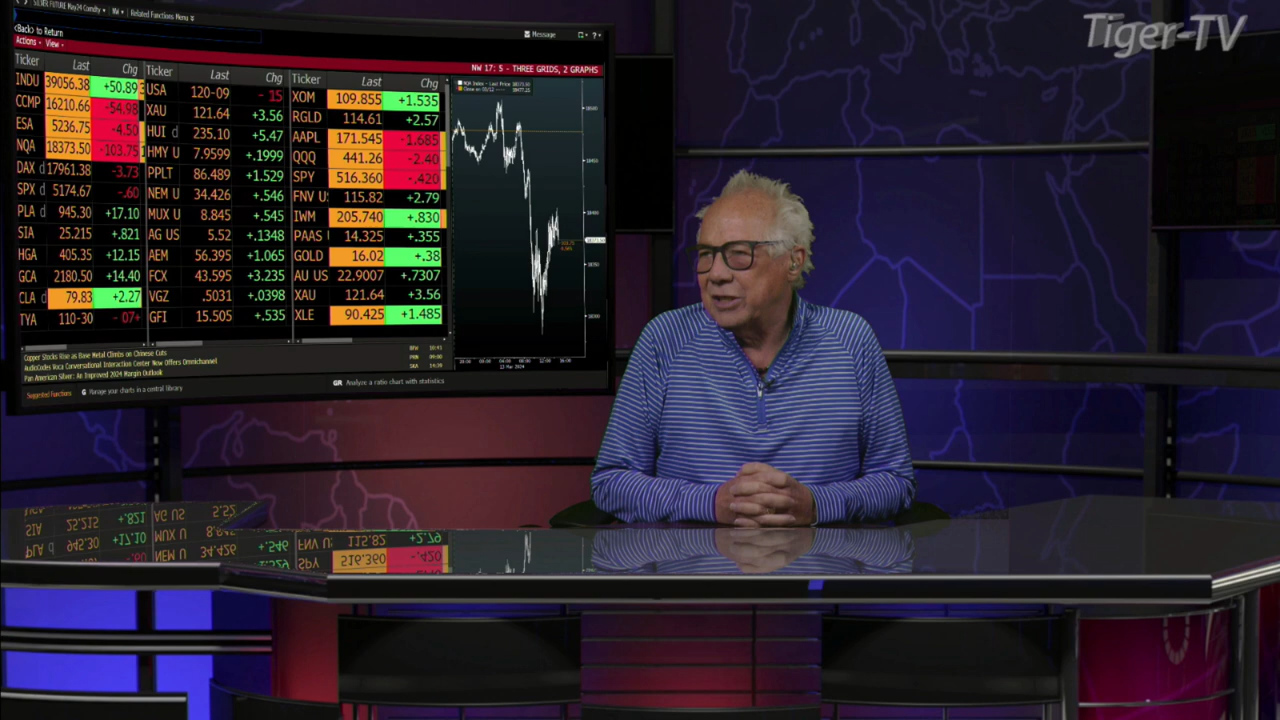 SILVER FUTURE May24 Comdty NW Related Functions Menu
<Back> to Return
Message
Actions View
NW 17: 5 - THREE GRIDS, 2 GRAPHS
Ticker Last Chg Ticker Last Chg Ticker Last Chg
INDU 39056.38 +50.89 USA 120-09 - 15 XOM 109.855 +1.535
CCMP 16210.66 -54.98 XAU 121.64 +3.56 RGLD 114.61 +2.57
ESA 5236.75 -4.50 HUI d 235.10 +5.47 AAPL 171.545 -1.685
NQA 18373.50 -103.75 HMY U 7.9599 +.1999 QQQ 441.26 -2.40
DAX d 17961.38 -3.73 PPLT 86.489 +1.529 SPY 516.360 -.420
SPX d 5174.67 -.60 NEM U 34.426 +.546 FNV US 115.82 +2.79
PLA d 945.30 +17.10 MUX U 8.845 +.545 IWM 205.740 +.830
SIA 25.215 +.821 AG US 5.52 +.1348 PAAS 14.325 +.355
HGA 405.35 +12.15 AEM 56.395 +1.065 GOLD 16.02 +.38
GCA 2180.50 +14.40 FCX 43.595 +3.235 AU US 22.9007 +.7307
CLA d 79.83 +2.27 VGZ .5031 +.0398 XAU 121.64 +3.56
TYA 110-30 - 07+ GFI 15.505 +.535 XLE 90.425 +1.485
Copper Stocks Rise as Base Metal Climbs on Chinese Cuts
AudioCodes Voca Conversational Interaction Center Now Offers Omnichannel
Pan American Silver: An Improved 2024 Margin Outlook
Suggested Functions G Manage your charts in a central library GR Analyze a ratio chart with statistics
Tiger-TV